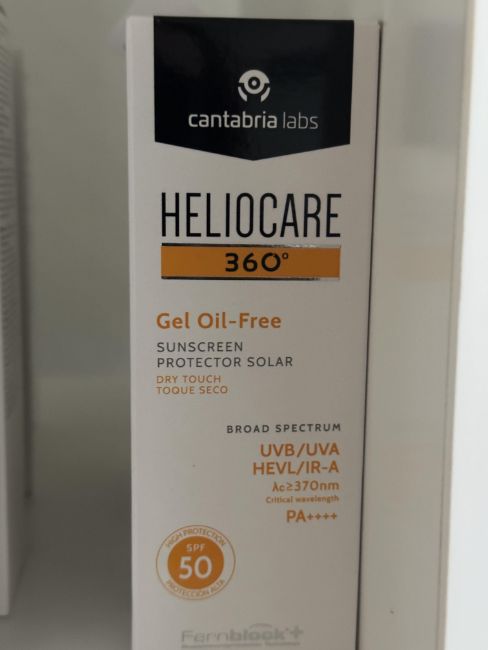 cantabria labs
HELIOCARE
360°
Gel Oil-Free
SUNSCREEN
PROTECTOR SOLAR
DRY TOUCH
TOQUE SECO
BROAD SPECTRUM
UVB/UVA
HEVL/IR-A
λc≥370nm
Critical wavelength
PA++++
HIGH PROTECTION
SPF
50
PROTECCIÓN ALTA
Fernblock+